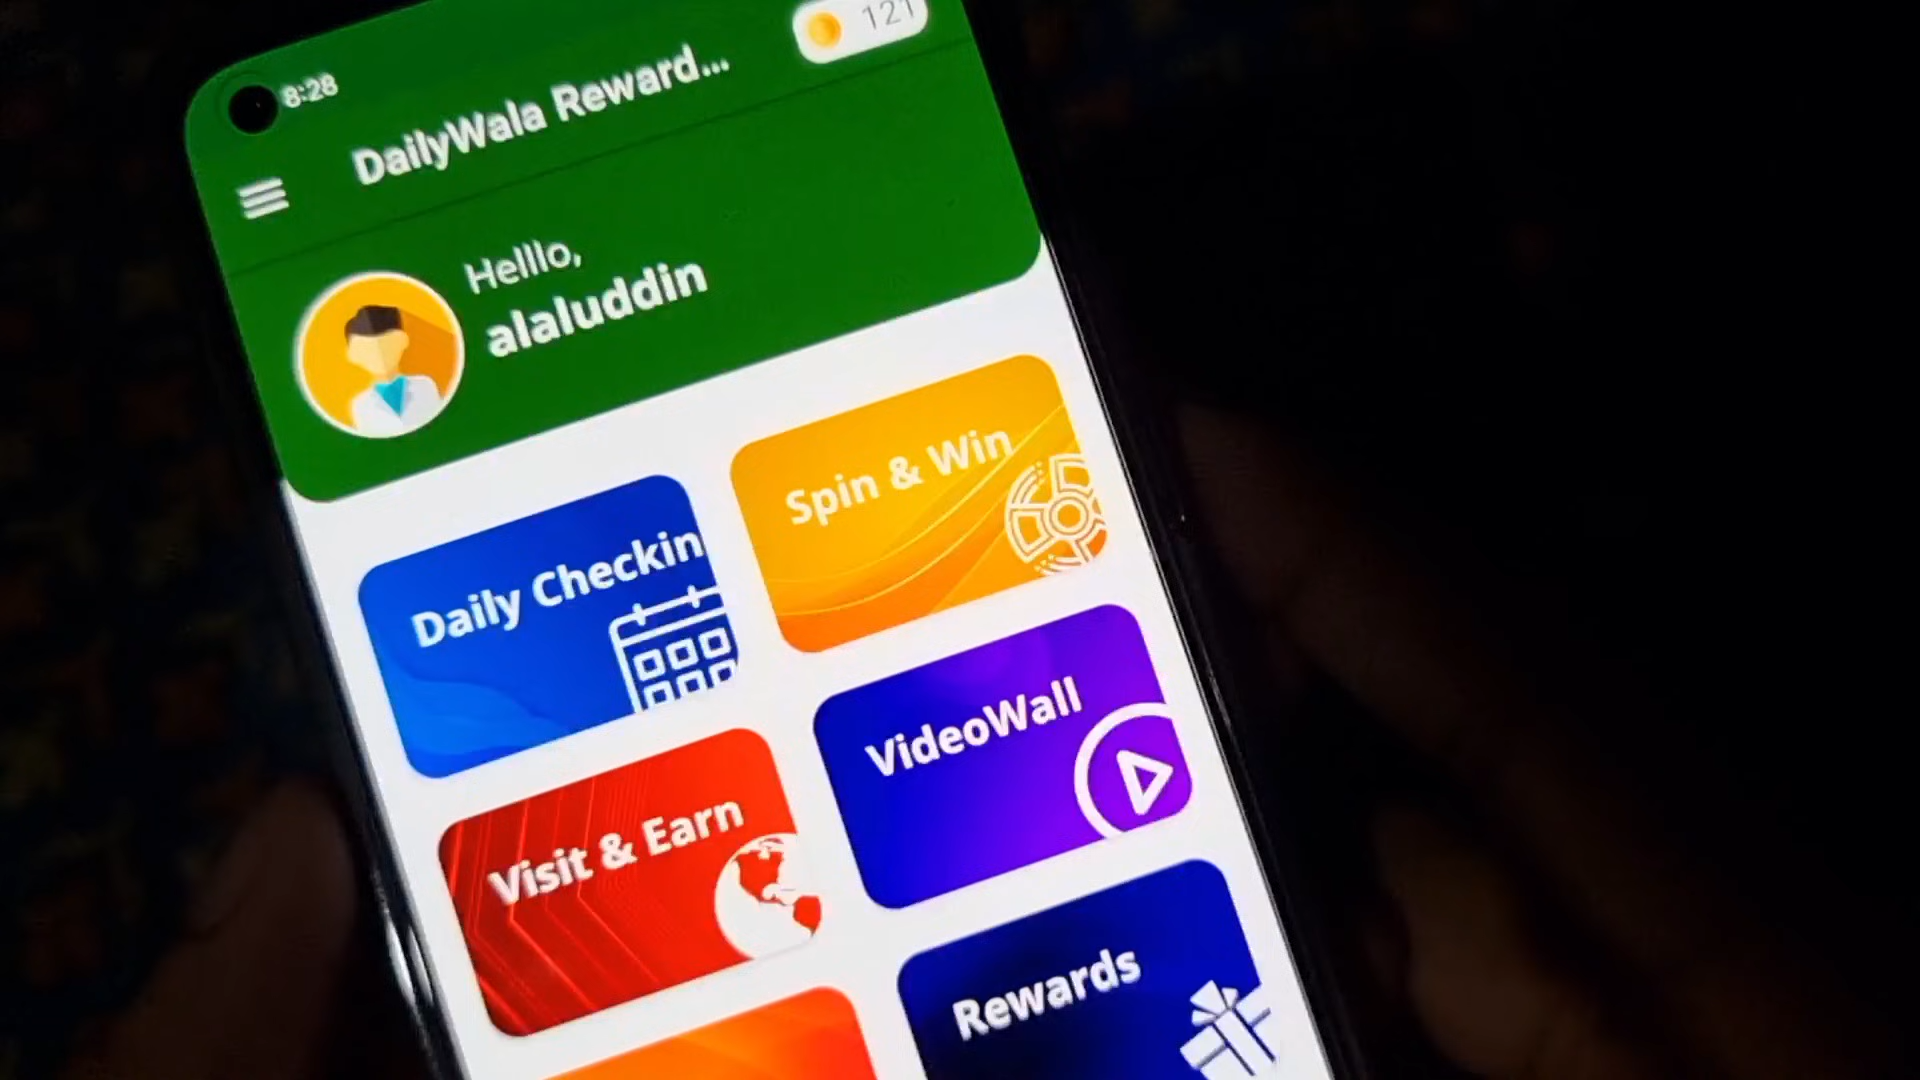 8:28
121
DailyWala Reward...
Helllo,
alaluddin
Daily Checkin
Spin & Win
Visit & Earn
VideoWall
Rewards